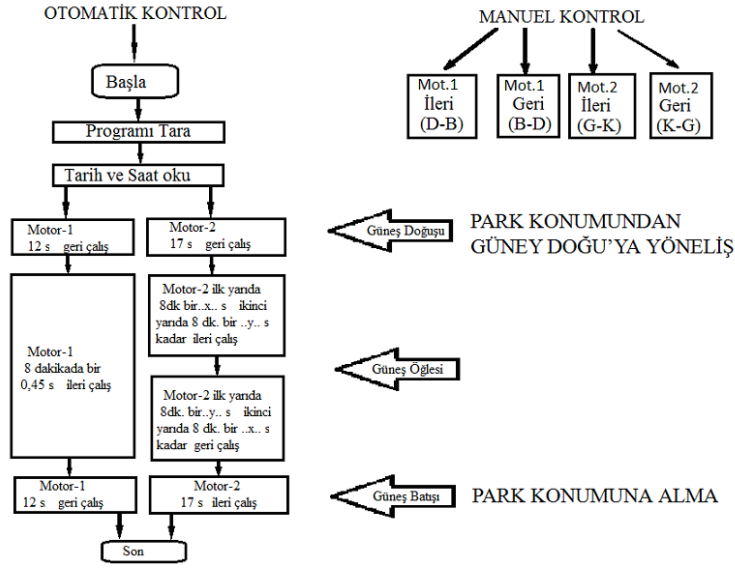 OTOMATİK KONTROL
Başla
Programı Tara
Tarih ve Saat oku
Motor-1
12 s geri çalış
Motor-2
17 s geri çalış
Motor-1
8 dakikada bir
0,45 s ileri çalış
Motor-2 ilk yarıda
8dk bir..x.. s ikinci
yarıda 8 dk. bir ..y.. s
kadar ileri çalış
Motor-2 ilk yarıda
8dk. bir..y.. s ikinci
yarıda 8 dk. bir ..x.. s
kadar geri çalış
Motor-1
12 s geri çalış
Motor-2
17 s ileri çalış
Son
MANUEL KONTROL
Mot.1
İleri
(D-B)
Mot.1
Geri
(B-D)
Mot.2
İleri
(G-K)
Mot.2
Geri
(K-G)
Güneş Doğuşu
PARK KONUMUNDAN
GÜNEY DOĞU’YA YÖNELİŞ
Güneş Öğlesi
Güneş Batışı
PARK KONUMUNA ALMA